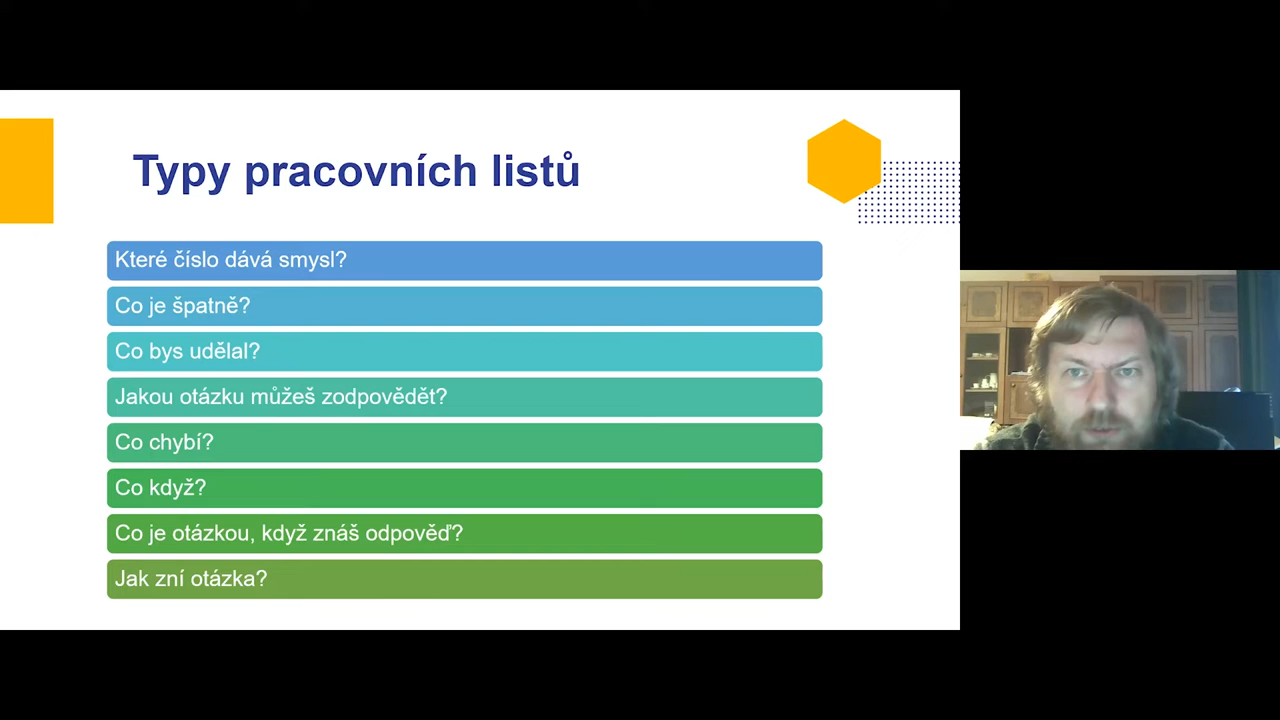 Typy pracovních listů
Které číslo dává smysl?
Co je špatně?
Co bys udělal?
Jakou otázku můžeš zodpovědět?
Co chybí?
Co když?
Co je otázkou, když znáš odpověď?
Jak zní otázka?